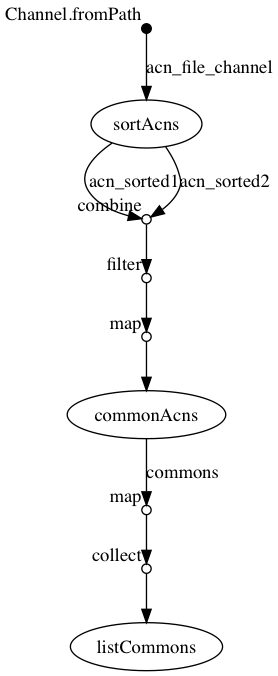 Channel.fromPath
acn_file_channel
sortAcns
acn_sorted1 acn_sorted2
combine
filter
map
commonAcns
commons
map
collect
listCommons